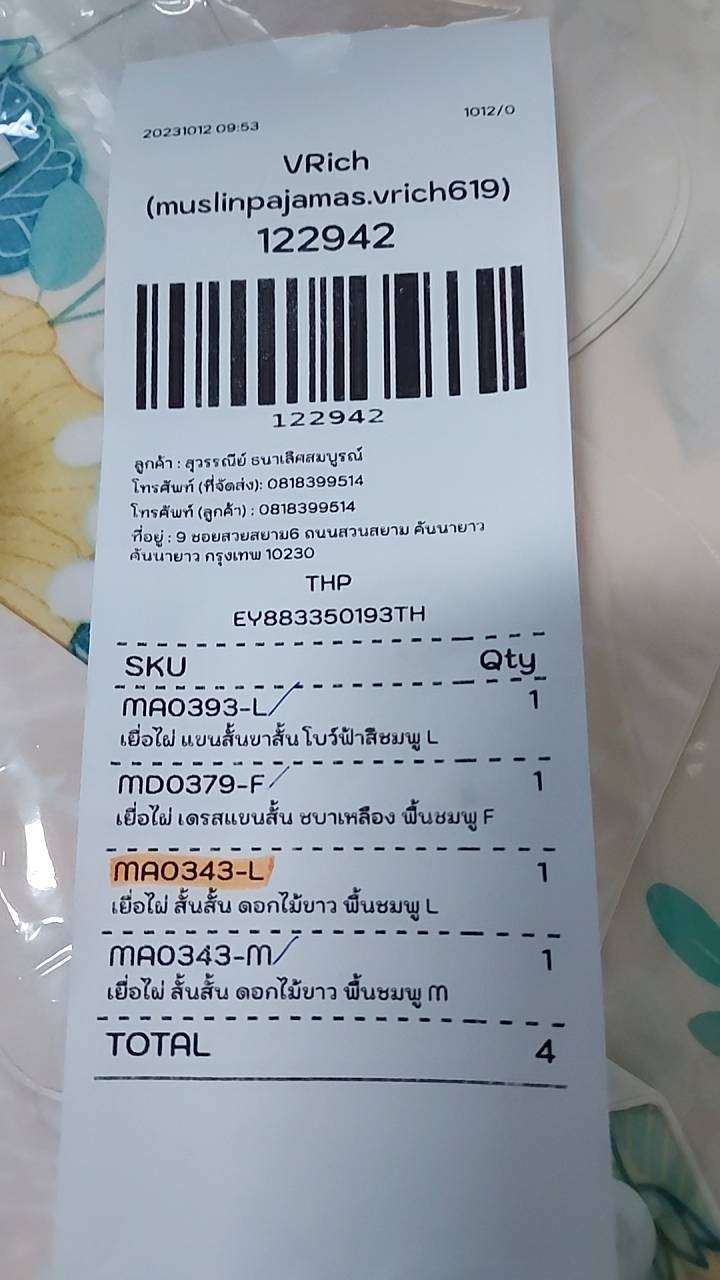 20231012 09:53
1012/0
VRich
(muslinpajamas.vrich619)
122942
122942
ลูกค้า : สุวรรณีย์ ธนาเลิศสมบูรณ์
โทรศัพท์ (ที่จัดส่ง): 0818399514
โทรศัพท์ (ลูกค้า) : 0818399514
ที่อยู่ : 9 ซอยสวยสยาม6 ถนนสวนสยาม คันนายาว
คันนายาว กรุงเทพ 10230
THP
EY883350193TH
SKU Qty
MA0393-L 1
เยื่อไผ่ แขนสั้นขาสั้น โบว์ฟ้าสีชมพู L
MD0379-F 1
เยื่อไผ่ เดรสแขนสั้น ชบาเหลือง พื้นชมพู F
MA0343-L 1
เยื่อไผ่ สั้นสั้น ดอกไม้ขาว พื้นชมพู L
MA0343-M 1
เยื่อไผ่ สั้นสั้น ดอกไม้ขาว พื้นชมพู M
TOTAL 4